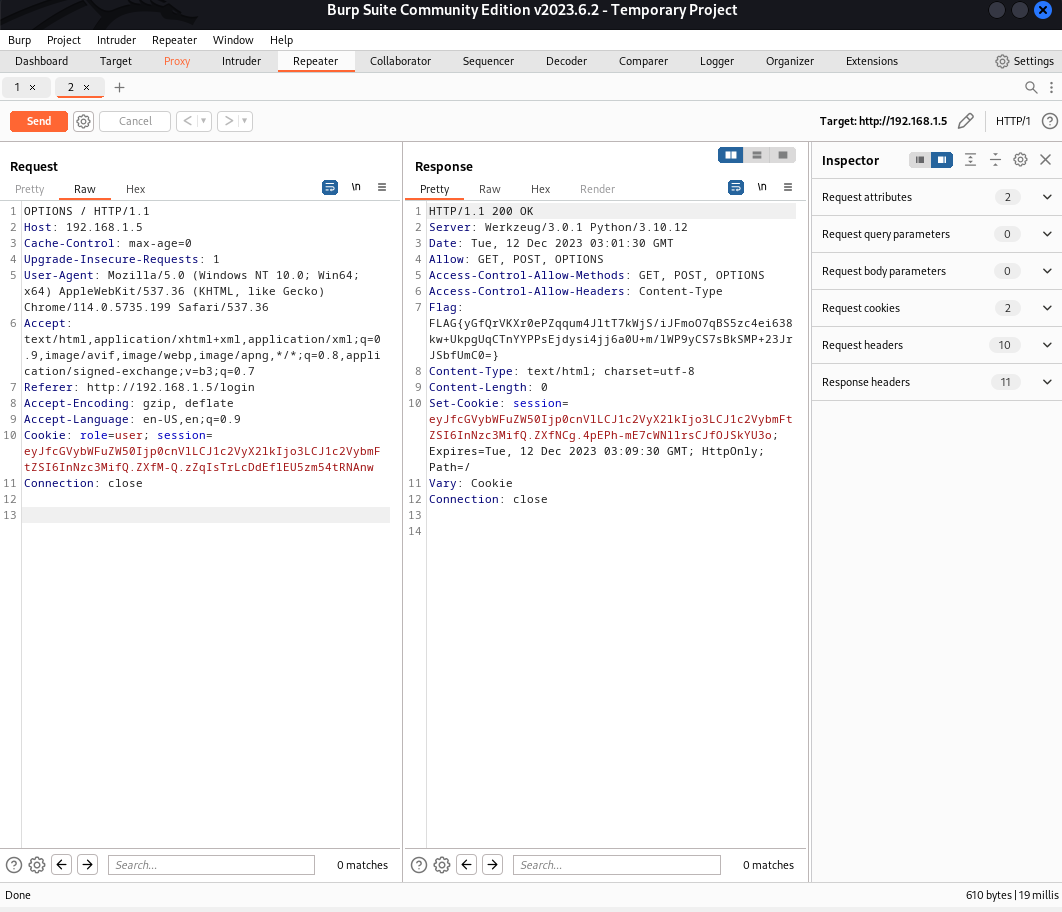 Burp Suite Community Edition v2023.6.2 - Temporary Project
Burp Project Intruder Repeater Window Help
Dashboard Target Proxy Intruder Repeater Collaborator Sequencer Decoder Comparer Logger Organizer Extensions Settings
1 × 2 × +
Send Cancel < > Target: http://192.168.1.5 HTTP/1 ?
Request
Pretty Raw Hex \n
1 OPTIONS / HTTP/1.1
2 Host: 192.168.1.5
3 Cache-Control: max-age=0
4 Upgrade-Insecure-Requests: 1
5 User-Agent: Mozilla/5.0 (Windows NT 10.0; Win64;
x64) AppleWebKit/537.36 (KHTML, like Gecko)
Chrome/114.0.5735.199 Safari/537.36
6 Accept:
text/html,application/xhtml+xml,application/xml;q=0
.9,image/avif,image/webp,image/apng,*/*;q=0.8,appli
cation/signed-exchange;v=b3;q=0.7
7 Referer: http://192.168.1.5/login
8 Accept-Encoding: gzip, deflate
9 Accept-Language: en-US,en;q=0.9
10 Cookie: role=user; session=
eyJfcGVybWFuZW50Ijp0cnVlLCJ1c2VyX2lkIjo3LCJ1c2VybmF
tZSI6InNzc3MifQ.ZXfM-Q.zZqIsTrLcDdEflEU5zm54tRNAnw
11 Connection: close
12
13
? Search... 0 matches
Response
Pretty Raw Hex Render \n
1 HTTP/1.1 200 OK
2 Server: Werkzeug/3.0.1 Python/3.10.12
3 Date: Tue, 12 Dec 2023 03:01:30 GMT
4 Allow: GET, POST, OPTIONS
5 Access-Control-Allow-Methods: GET, POST, OPTIONS
6 Access-Control-Allow-Headers: Content-Type
7 Flag:
FLAG{yGfQrVKXr0ePZqqum4JltT7kWjS/iJFmoO7qBS5zc4ei638
kw+UkpgUqCTnYYPPsEjdysi4jj6a0U+m/lWP9yCS7sBkSMP+23Jr
JSbfUmC0=}
8 Content-Type: text/html; charset=utf-8
9 Content-Length: 0
10 Set-Cookie: session=
eyJfcGVybWFuZW50Ijp0cnVlLCJ1c2VyX2lkIjo3LCJ1c2VybmFt
ZSI6InNzc3MifQ.ZXfNCg.4pEPh-mE7cWNllrsCJfOJSkYU3o;
Expires=Tue, 12 Dec 2023 03:09:30 GMT; HttpOnly;
Path=/
11 Vary: Cookie
12 Connection: close
13
14
? Search... 0 matches
Inspector
Request attributes 2
Request query parameters 0
Request body parameters 0
Request cookies 2
Request headers 10
Response headers 11
Done 610 bytes | 19 millis